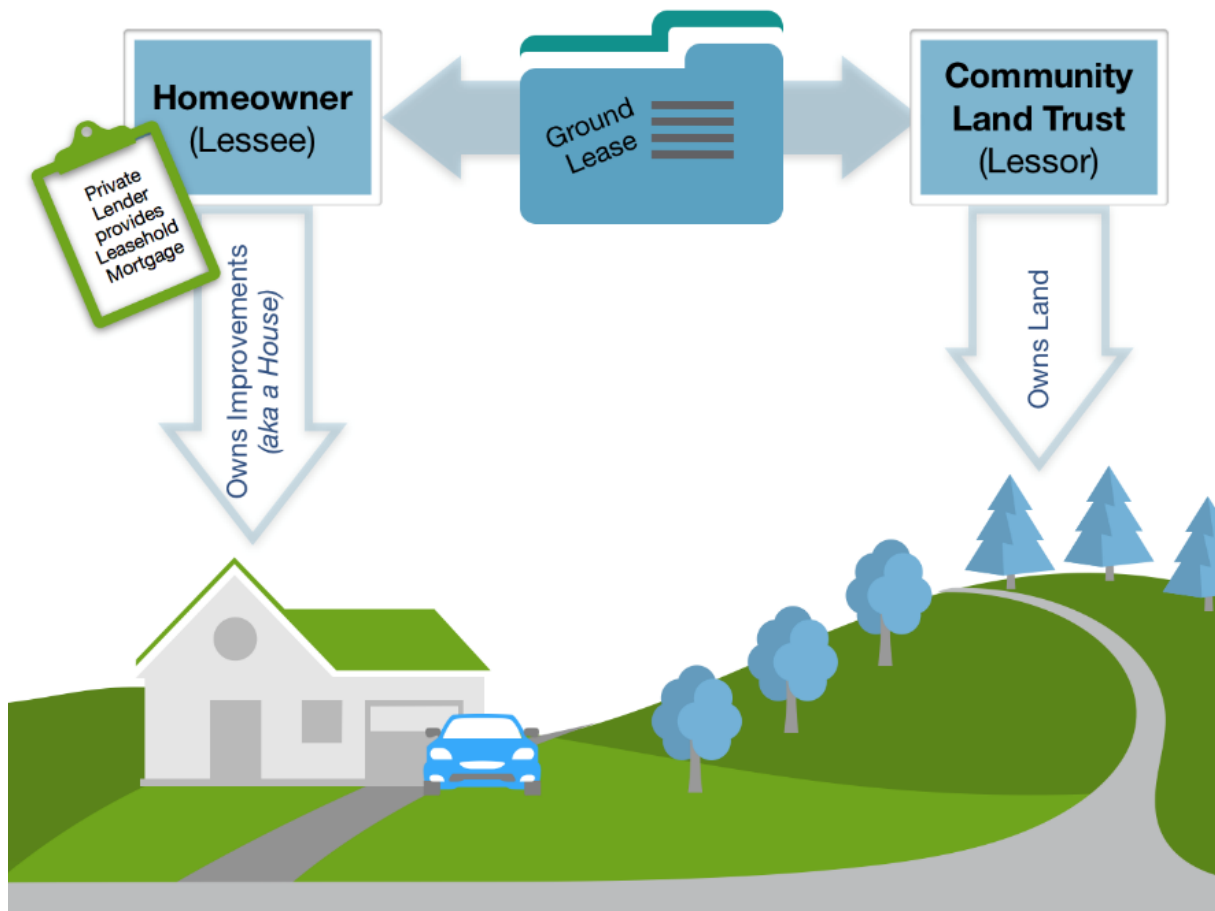 Homeowner
(Lessee)
Private
Lender
provides
Leasehold
Mortgage
Ground
Lease
Community
Land Trust
(Lessor)
Owns Improvements
(aka a House)
Owns Land